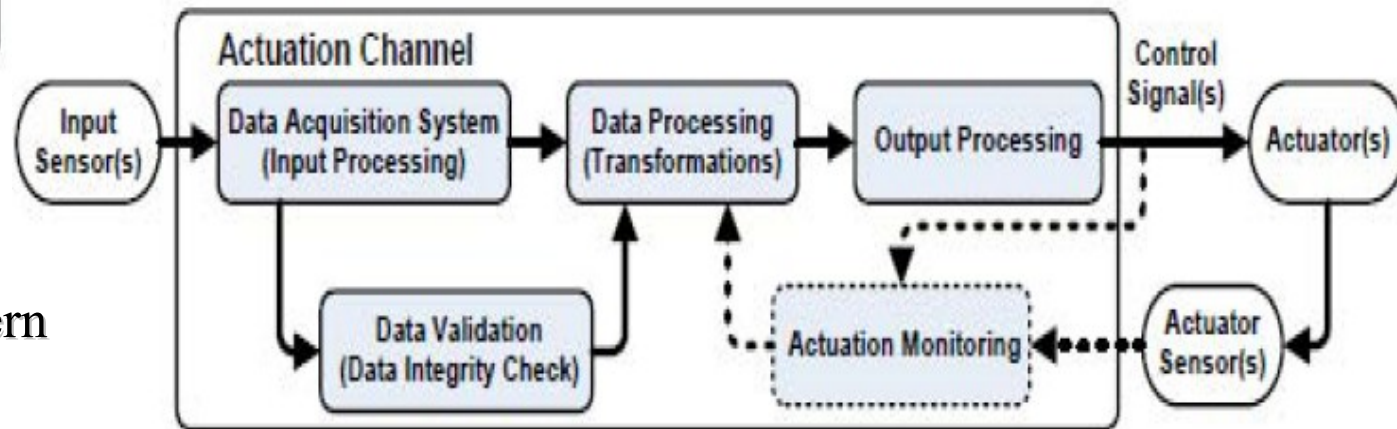 Actuation Channel
Input
Sensor(s)
Data Acquisition System
(Input Processing)
Data Processing
(Transformations)
Output Processing
Control
Signal(s)
Actuator(s)
Data Validation
(Data Integrity Check)
Actuation Monitoring
Actuator
Sensor(s)
ern